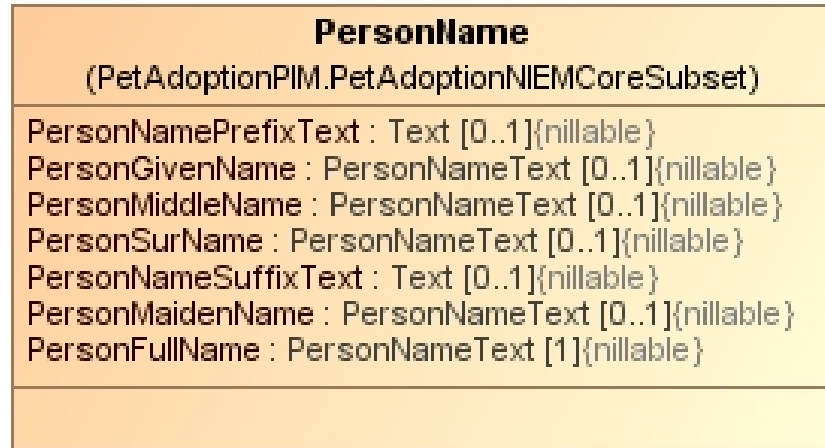 PersonName
(PetAdoptionPIM.PetAdoptionNIEMCoreSubset)
PersonNamePrefixText : Text [0..1]{nillable}
PersonGivenName : PersonNameText [0..1]{nillable}
PersonMiddleName : PersonNameText [0..1]{nillable}
PersonSurName : PersonNameText [0..1]{nillable}
PersonNameSuffixText : Text [0..1]{nillable}
PersonMaidenName : PersonNameText [0..1]{nillable}
PersonFullName : PersonNameText [1]{nillable}